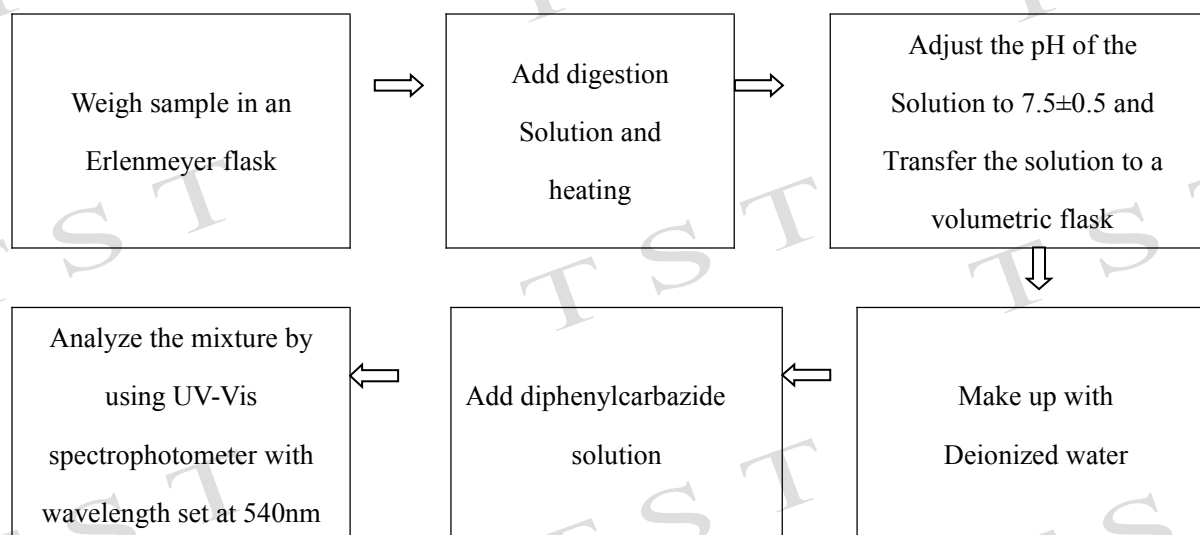 Weigh sample in an
Erlenmeyer flask
Add digestion
Solution and
heating
Adjust the pH of the
Solution to 7.5±0.5 and
Transfer the solution to a
volumetric flask
Make up with
Deionized water
Add diphenylcarbazide
solution
Analyze the mixture by
using UV-Vis
spectrophotometer with
wavelength set at 540nm
T S T
T S T
T S
S T
S T
S